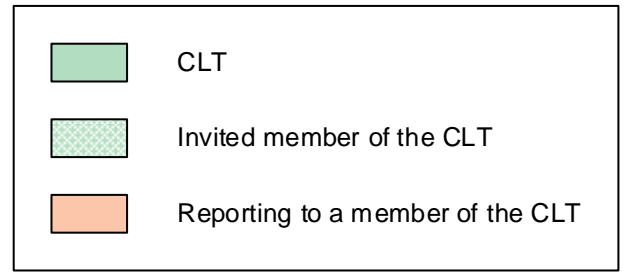 CLT
Invited member of the CLT
Reporting to a member of the CLT